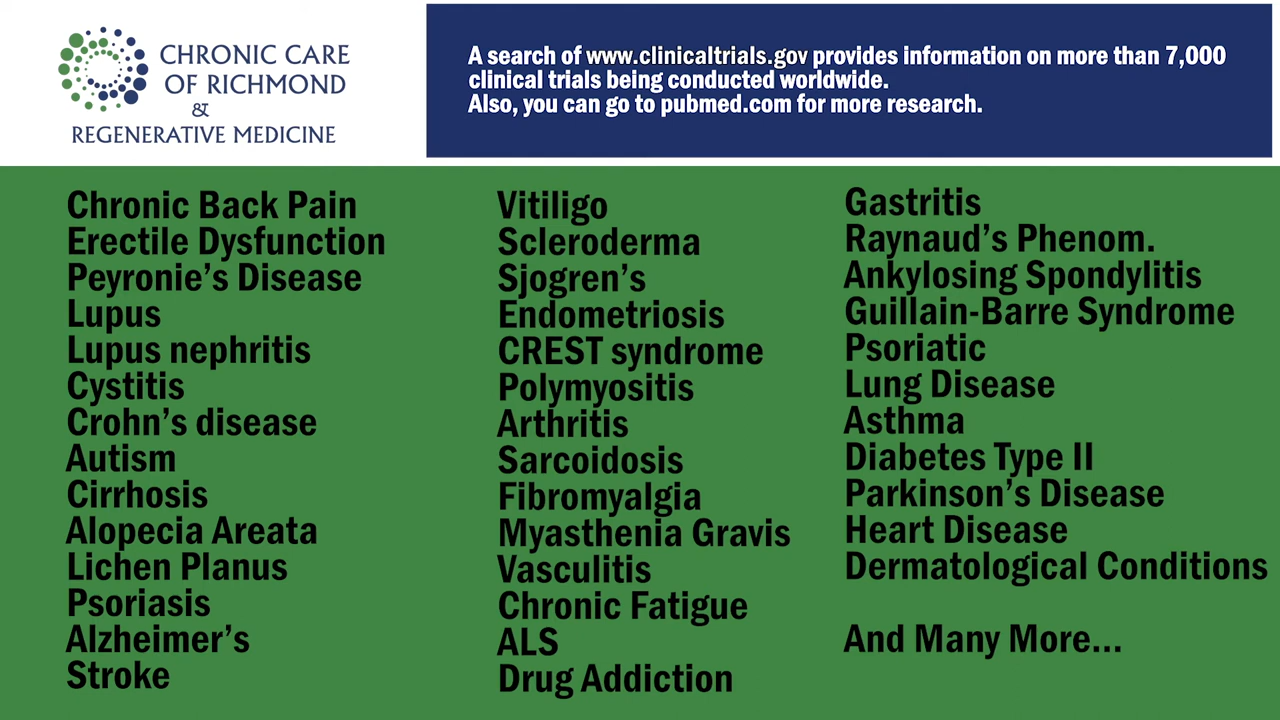 CHRONIC CARE
OF RICHMOND
&
REGENERATIVE MEDICINE
A search of www.clinicaltrials.gov provides information on more than 7,000
clinical trials being conducted worldwide.
Also, you can go to pubmed.com for more research.
Chronic Back Pain
Erectile Dysfunction
Peyronie's Disease
Lupus
Lupus nephritis
Cystitis
Crohn's disease
Autism
Cirrhosis
Alopecia Areata
Lichen Planus
Psoriasis
Alzheimer's
Stroke
Vitiligo
Scleroderma
Sjogren's
Endometriosis
CREST syndrome
Polymyositis
Arthritis
Sarcoidosis
Fibromyalgia
Myasthenia Gravis
Vasculitis
Chronic Fatigue
ALS
Drug Addiction
Gastritis
Raynaud's Phenom.
Ankylosing Spondylitis
Guillain-Barre Syndrome
Psoriatic
Lung Disease
Asthma
Diabetes Type II
Parkinson's Disease
Heart Disease
Dermatological Conditions
And Many More...